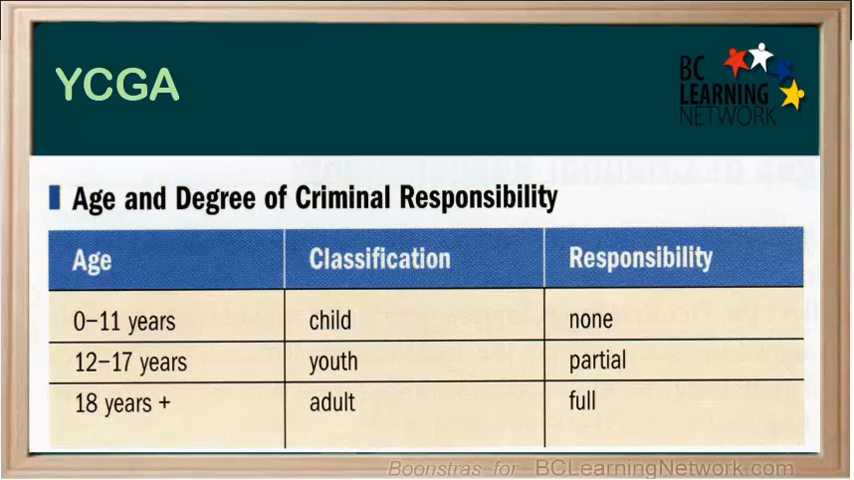 YCGA
BC
LEARNING
NETWORK
Age and Degree of Criminal Responsibility
Age Classification Responsibility
0–11 years child none
12–17 years youth partial
18 years + adult full
Boonstras for BCLearningNetwork.com